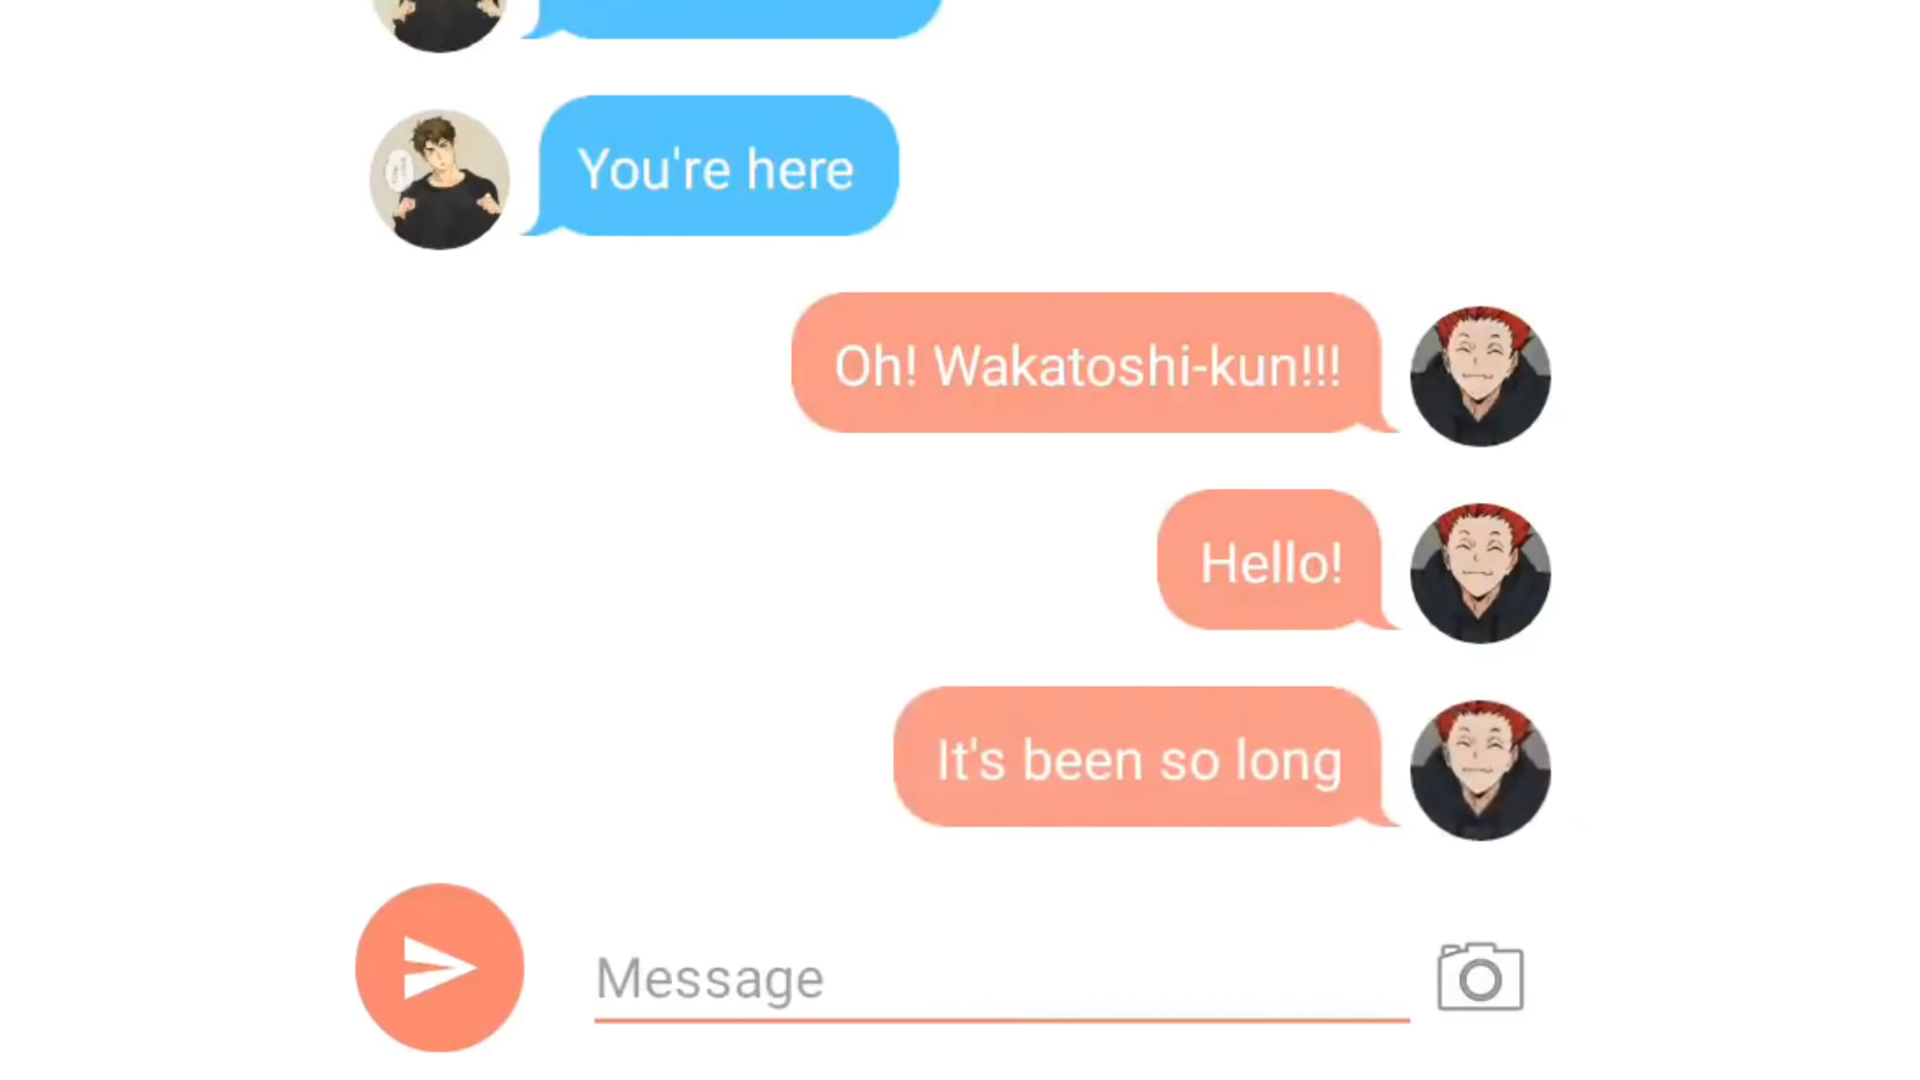 You're here
Oh! Wakatoshi-kun!!!
Hello!
It's been so long
Message